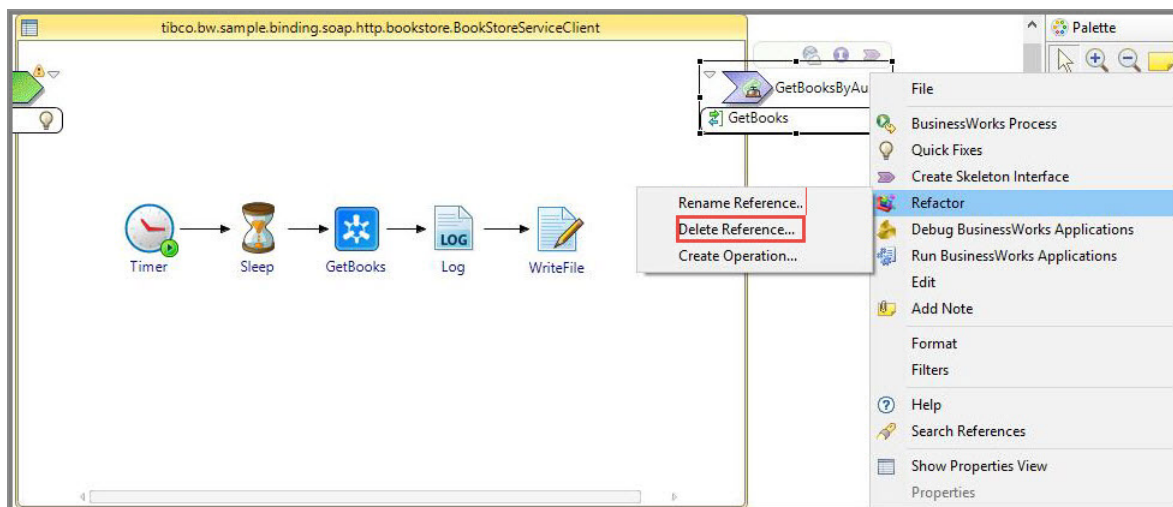 tibco.bw.sample.binding.soap.http.bookstore.BookStoreServiceClient
Palette
GetBooksByAu
GetBooks
File
BusinessWorks Process
Quick Fixes
Create Skeleton Interface
Refactor
Debug BusinessWorks Applications
Run BusinessWorks Applications
Edit
Add Note
Format
Filters
Help
Search References
Show Properties View
Properties
Rename Reference..
Delete Reference...
Create Operation...
LOG
Timer
Sleep
GetBooks
Log
WriteFile